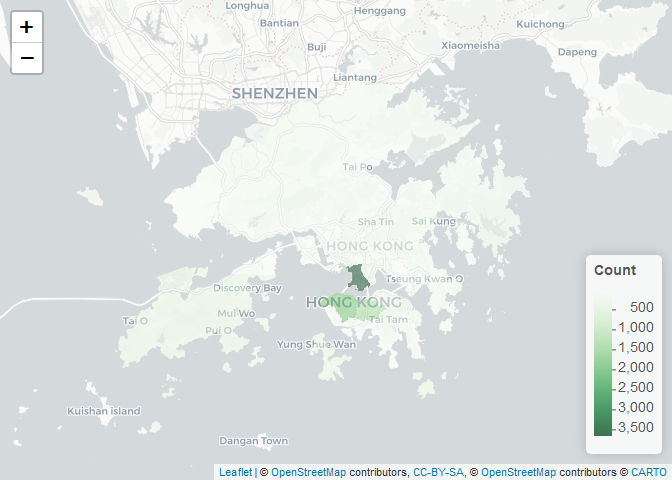 Longhua
Henggang
Kuichong
Bantian
+
Buji
Xiaomeisha
Dapeng
−
Liantang
SHENZHEN
Tai Po
Sha Tin
Sai Kung
HONG KONG
Count
Tseung Kwan O
Discovery Bay
HONG KONG
500
Mui Wo
Tai O
Tai Tam
1,000
Pui O
Yung Shue Wan
1,500
2,000
2,500
Kuishan island
3,000
3,500
Dangan Town
Leaflet | © OpenStreetMap contributors, CC-BY-SA, © OpenStreetMap contributors © CARTO